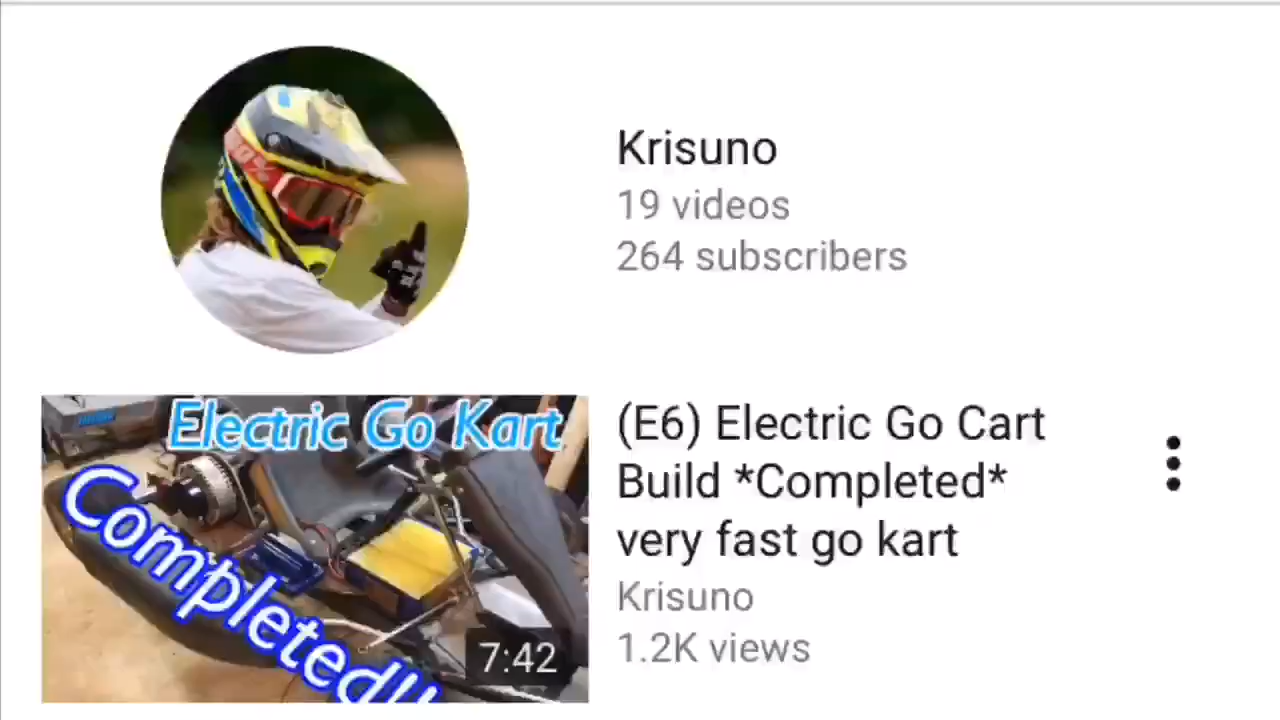 Krisuno
19 videos
264 subscribers
Electric Go Kart
Completed!!
7:42
(E6) Electric Go Cart
Build *Completed*
very fast go kart
Krisuno
1.2K views